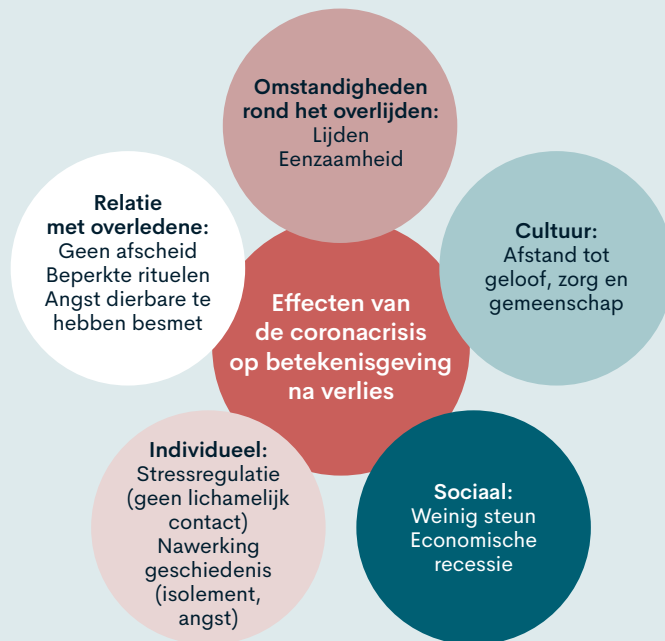 Omstandigheden
rond het overlijden:
Lijden
Eenzaamheid
Relatie
met overledene:
Geen afscheid
Beperkte rituelen
Angst dierbare te
hebben besmet
Cultuur:
Afstand tot
geloof, zorg en
gemeenschap
Effecten van
de coronacrisis
op betekenisgeving
na verlies
Individueel:
Stressregulatie
(geen lichamelijk
contact)
Nawerking
geschiedenis
(isolement,
angst)
Sociaal:
Weinig steun
Economische
recessie